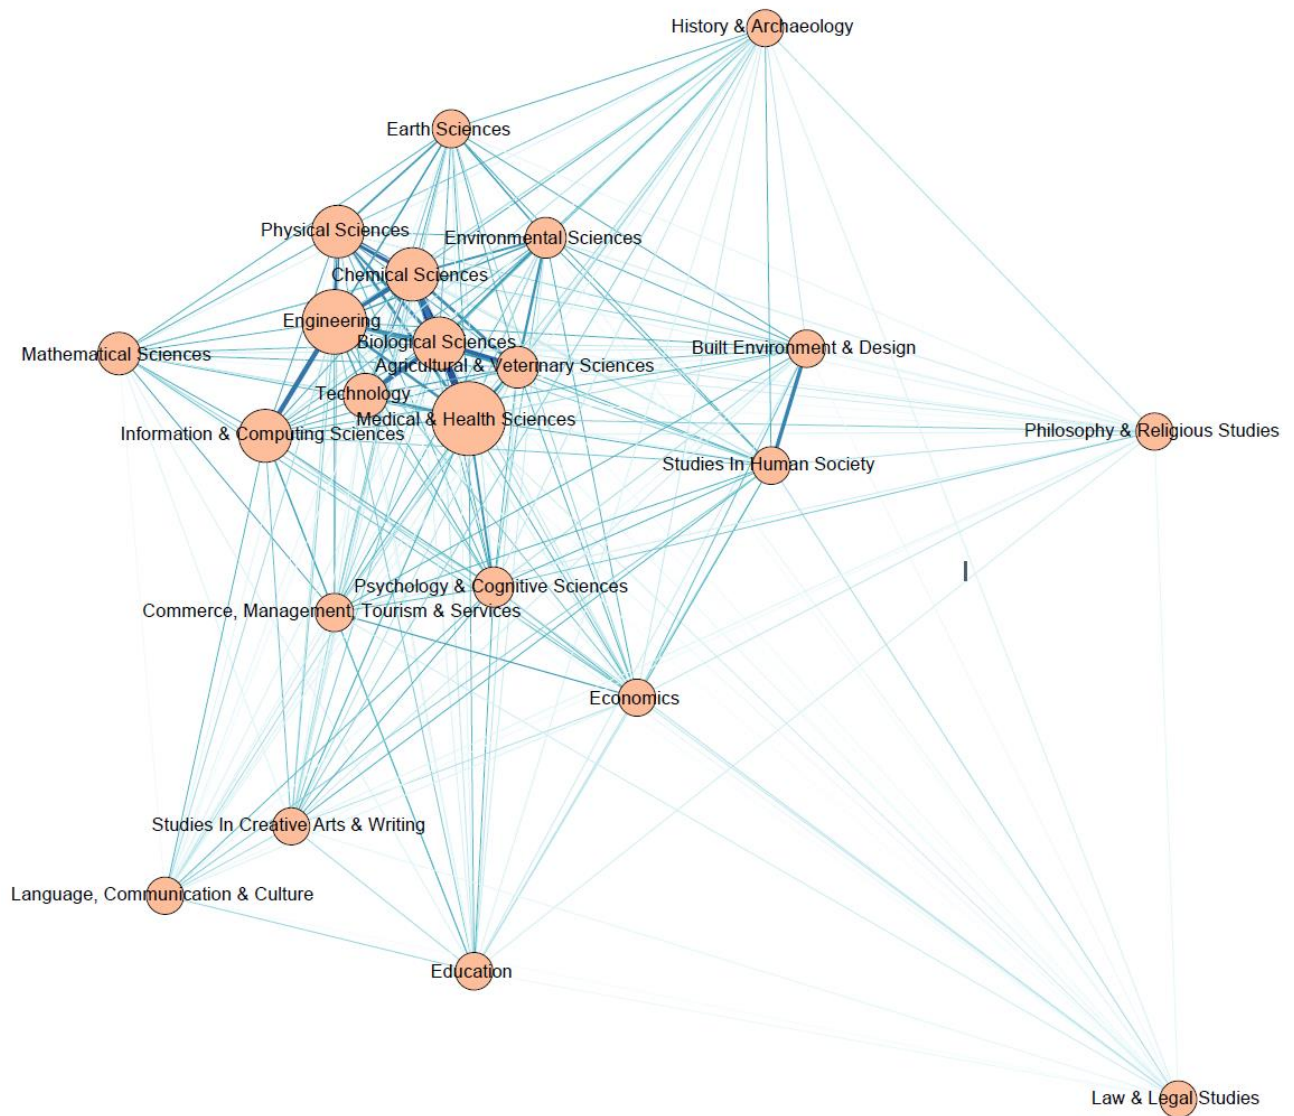 History & Archaeology
Earth Sciences
Physical Sciences
Environmental Sciences
Chemical Sciences
Engineering
Biological Sciences
Built Environment & Design
Mathematical Sciences
Agricultural & Veterinary Sciences
Technology
Medical & Health Sciences
Philosophy & Religious Studies
Information & Computing Sciences
Studies In Human Society
Psychology & Cognitive Sciences
Commerce, Management, Tourism & Services
Economics
Studies In Creative Arts & Writing
Language, Communication & Culture
Education
Law & Legal Studies